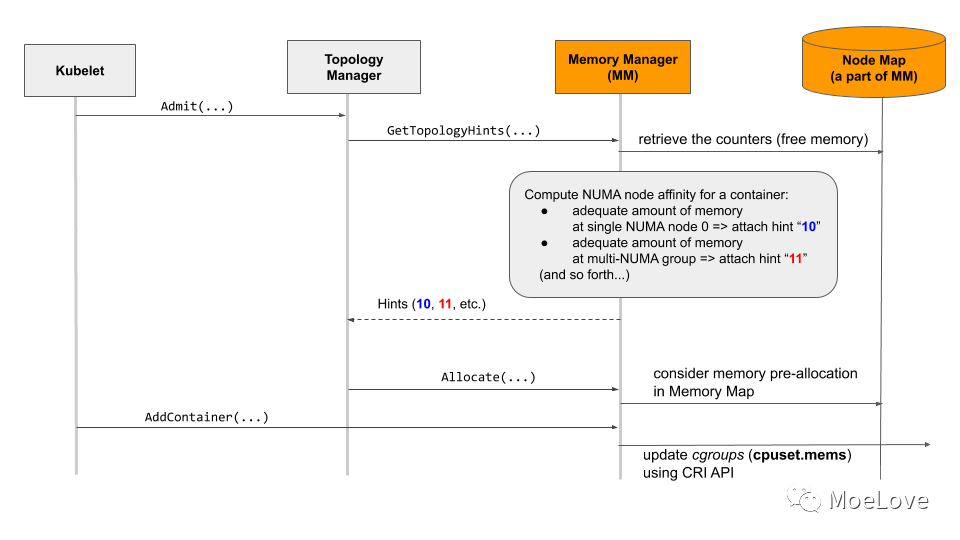 Kubelet
Topology
Manager
Memory Manager
(MM)
Node Map
(a part of MM)
Admit(...)
GetTopologyHints(...)
retrieve the counters (free memory)
Compute NUMA node affinity for a container:
● adequate amount of memory
at single NUMA node 0 => attach hint “10”
● adequate amount of memory
at multi-NUMA group => attach hint “11”
(and so forth...)
Hints (10, 11, etc.)
Allocate(...)
consider memory pre-allocation
in Memory Map
AddContainer(...)
update cgroups (cpuset.mems)
using CRI API
MoeLove